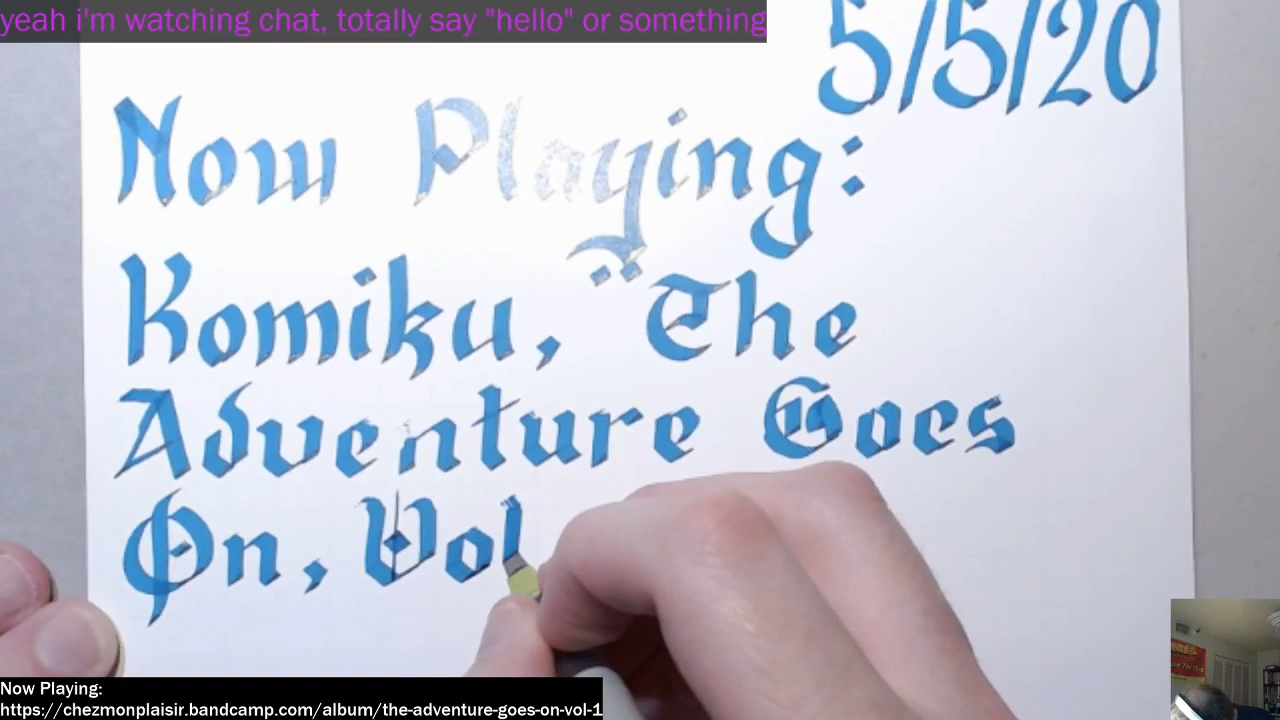 yeah i'm watching chat, totally say "hello" or something
5/5/20
Now Playing:
Komiku, "The
Adventure Goes
On, Vol
Now Playing:
https://chezmonplaisir.bandcamp.com/album/the-adventure-goes-on-vol-1